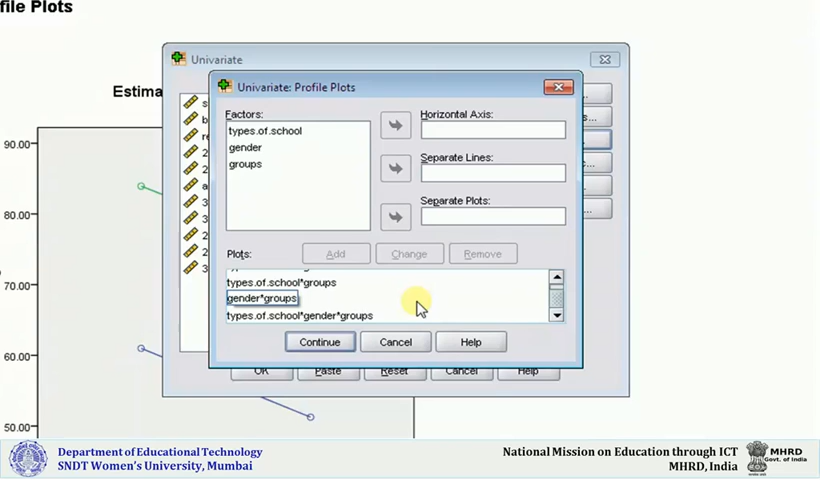 file Plots
Univariate
Univariate: Profile Plots
Estima
Factors:
types.of.school
gender
groups
Horizontal Axis:
Separate Lines:
Separate Plots:
90.00
80.00
70.00
60.00
50.00
Plots:
Add
Change
Remove
types.of.school*groups
gender*groups
types.of.school*gender*groups
Continue
Cancel
Help
OK
Paste
Reset
Cancel
Help
Department of Educational Technology
SNDT Women's University, Mumbai
National Mission on Education through ICT
MHRD, India
MHRD
Govt. of India